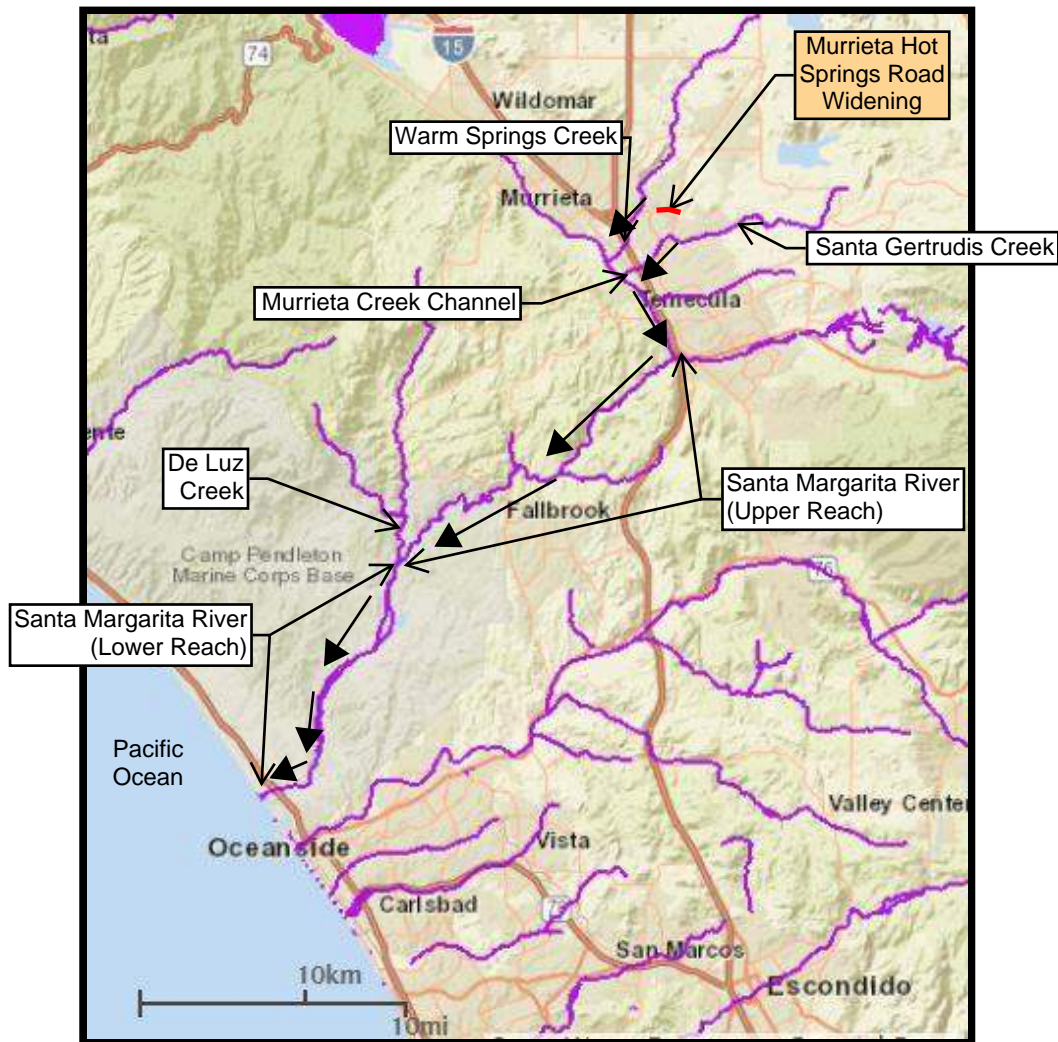 ta
74
15
Wildomar
Murrieta Hot
Springs Road
Widening
Warm Springs Creek
Murrieta
Santa Gertrudis Creek
Murrieta Creek Channel
Temecula
ente
De Luz
Creek
Fallbrook
Santa Margarita River
(Upper Reach)
Camp Pendleton
Marine Corps Base
76
Santa Margarita River
(Lower Reach)
Pacific
Ocean
Valley Center
Oceanside
Vista
Carlsbad
San Marcos
Escondido
10km
10mi